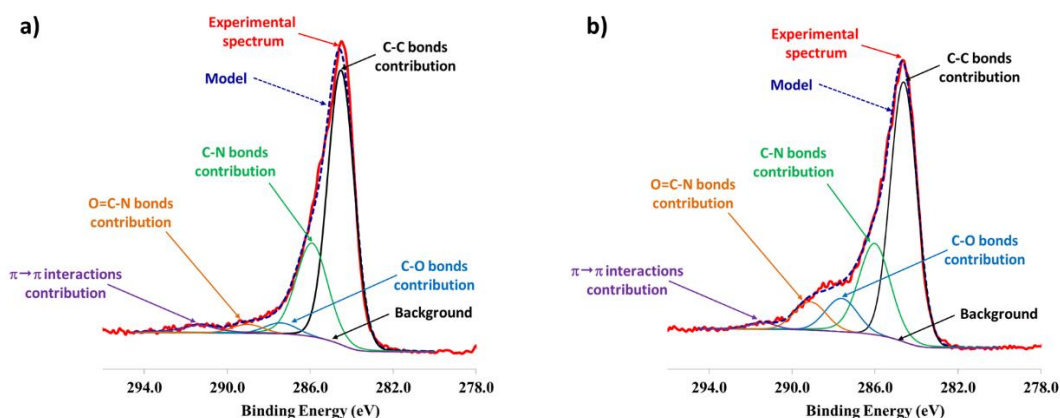 a)
Experimental
spectrum
C-C bonds
contribution
Model
C-N bonds
contribution
O=C-N bonds
contribution
C-O bonds
contribution
π→π interactions
contribution
Background
294.0 290.0 286.0 282.0 278.0
Binding Energy (eV)
b)
Experimental
spectrum
C-C bonds
contribution
Model
C-N bonds
contribution
O=C-N bonds
contribution
C-O bonds
contribution
π→π interactions
contribution
Background
294.0 290.0 286.0 282.0 278.0
Binding Energy (eV)